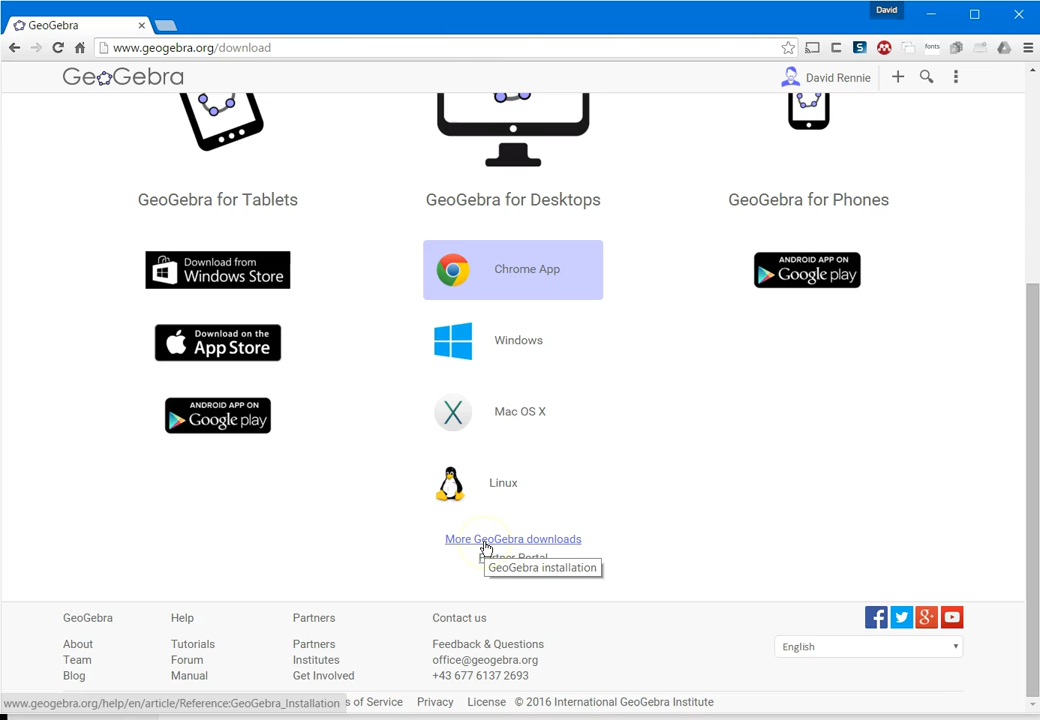 David
GeoGebra
www.geogebra.org/download
fonts
GeoGebra
David Rennie
GeoGebra for Tablets
GeoGebra for Desktops
GeoGebra for Phones
Download from
Windows Store
Chrome App
ANDROID APP ON
Google play
Download on the
App Store
Windows
ANDROID APP ON
Google play
Mac OS X
Linux
More GeoGebra downloads
Partner Portal
GeoGebra installation
GeoGebra
Help
Partners
Contact us
About
Tutorials
Partners
Feedback & Questions
English
Team
Forum
Institutes
office@geogebra.org
Blog
Manual
Get Involved
+43 677 6137 2693
www.geogebra.org/help/en/article/Reference:GeoGebra_Installation
s of Service
Privacy
License
© 2016 International GeoGebra Institute